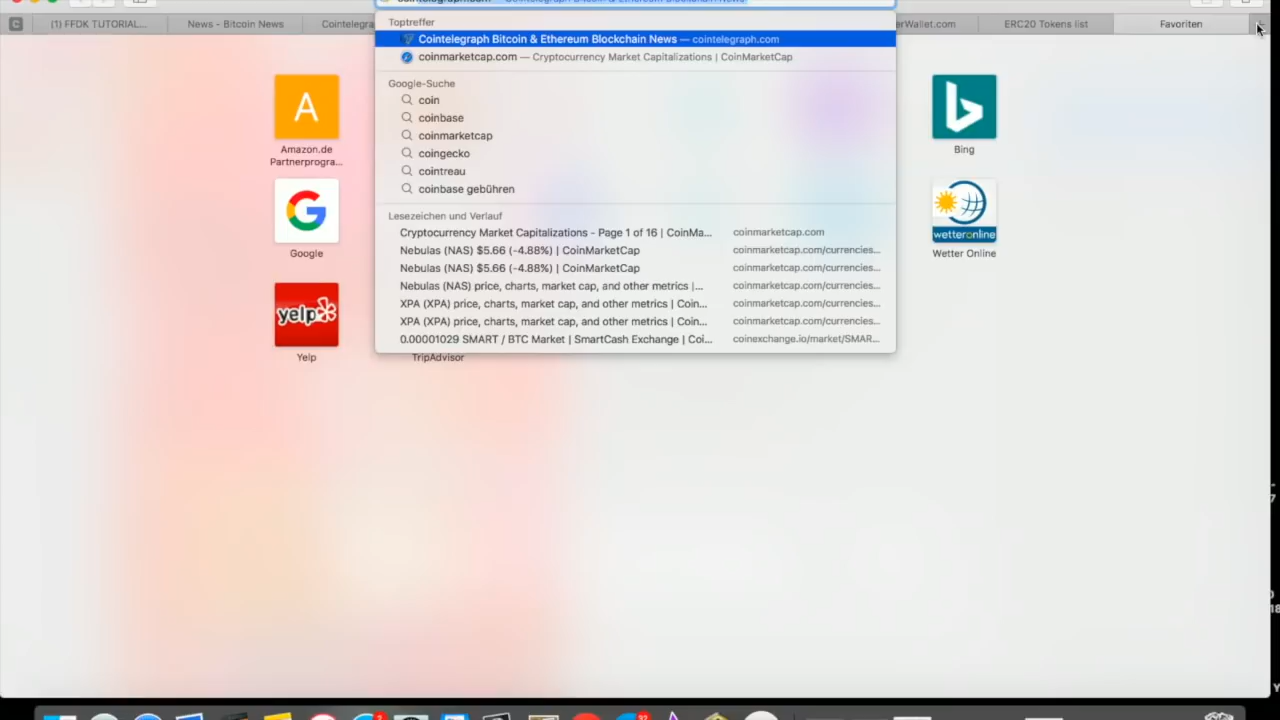 Cointelegraph Bitcoin & Ethereum Blockchain News
Toptreffer
C
(1) FFDK TUTORIAL...
News - Bitcoin News
Cointelegra
erWallet.com
ERC20 Tokens list
Favoriten
Cointelegraph Bitcoin & Ethereum Blockchain News — cointelegraph.com
coinmarketcap.com — Cryptocurrency Market Capitalizations | CoinMarketCap
Google-Suche
coin
coinbase
coinmarketcap
coingecko
cointreau
coinbase gebühren
Lesezeichen und Verlauf
Cryptocurrency Market Capitalizations - Page 1 of 16 | CoinMa... coinmarketcap.com
Nebulas (NAS) $5.66 (-4.88%) | CoinMarketCap coinmarketcap.com/currencies...
Nebulas (NAS) $5.66 (-4.88%) | CoinMarketCap coinmarketcap.com/currencies...
Nebulas (NAS) price, charts, market cap, and other metrics |... coinmarketcap.com/currencies...
XPA (XPA) price, charts, market cap, and other metrics | Coin... coinmarketcap.com/currencies...
XPA (XPA) price, charts, market cap, and other metrics | Coin... coinmarketcap.com/currencies...
0.00001029 SMART / BTC Market | SmartCash Exchange | Coi... coinexchange.io/market/SMAR...
A
Amazon.de
Partnerprogra...
Bing
G
Google
wetteronline
Wetter Online
yelp
Yelp
TripAdvisor